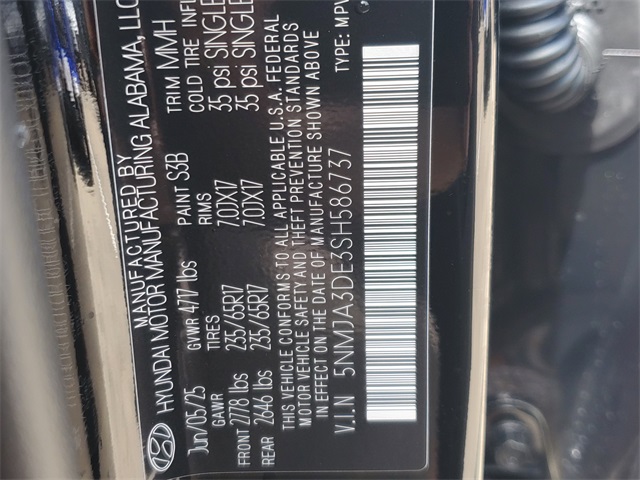 MANUFACTURED BY
HYUNDAI MOTOR MANUFACTURING ALABAMA, LLC
Jun/05/25 GVWR 4717 lbs PAINT S3B TRIM MMH
GAWR TIRES RIMS COLD TIRE INFL
FRONT 2778 lbs 235/65R17 7.0JX17 35 psi SINGLE
REAR 2646 lbs 235/65R17 7.0JX17 35 psi SINGLE
THIS VEHICLE CONFORMS TO ALL APPLICABLE U.S.A. FEDERAL
MOTOR VEHICLE SAFETY AND THEFT PREVENTION STANDARDS
IN EFFECT ON THE DATE OF MANUFACTURE SHOWN ABOVE
V.I.N 5NMJA3DE3SH586737 TYPE: MPV